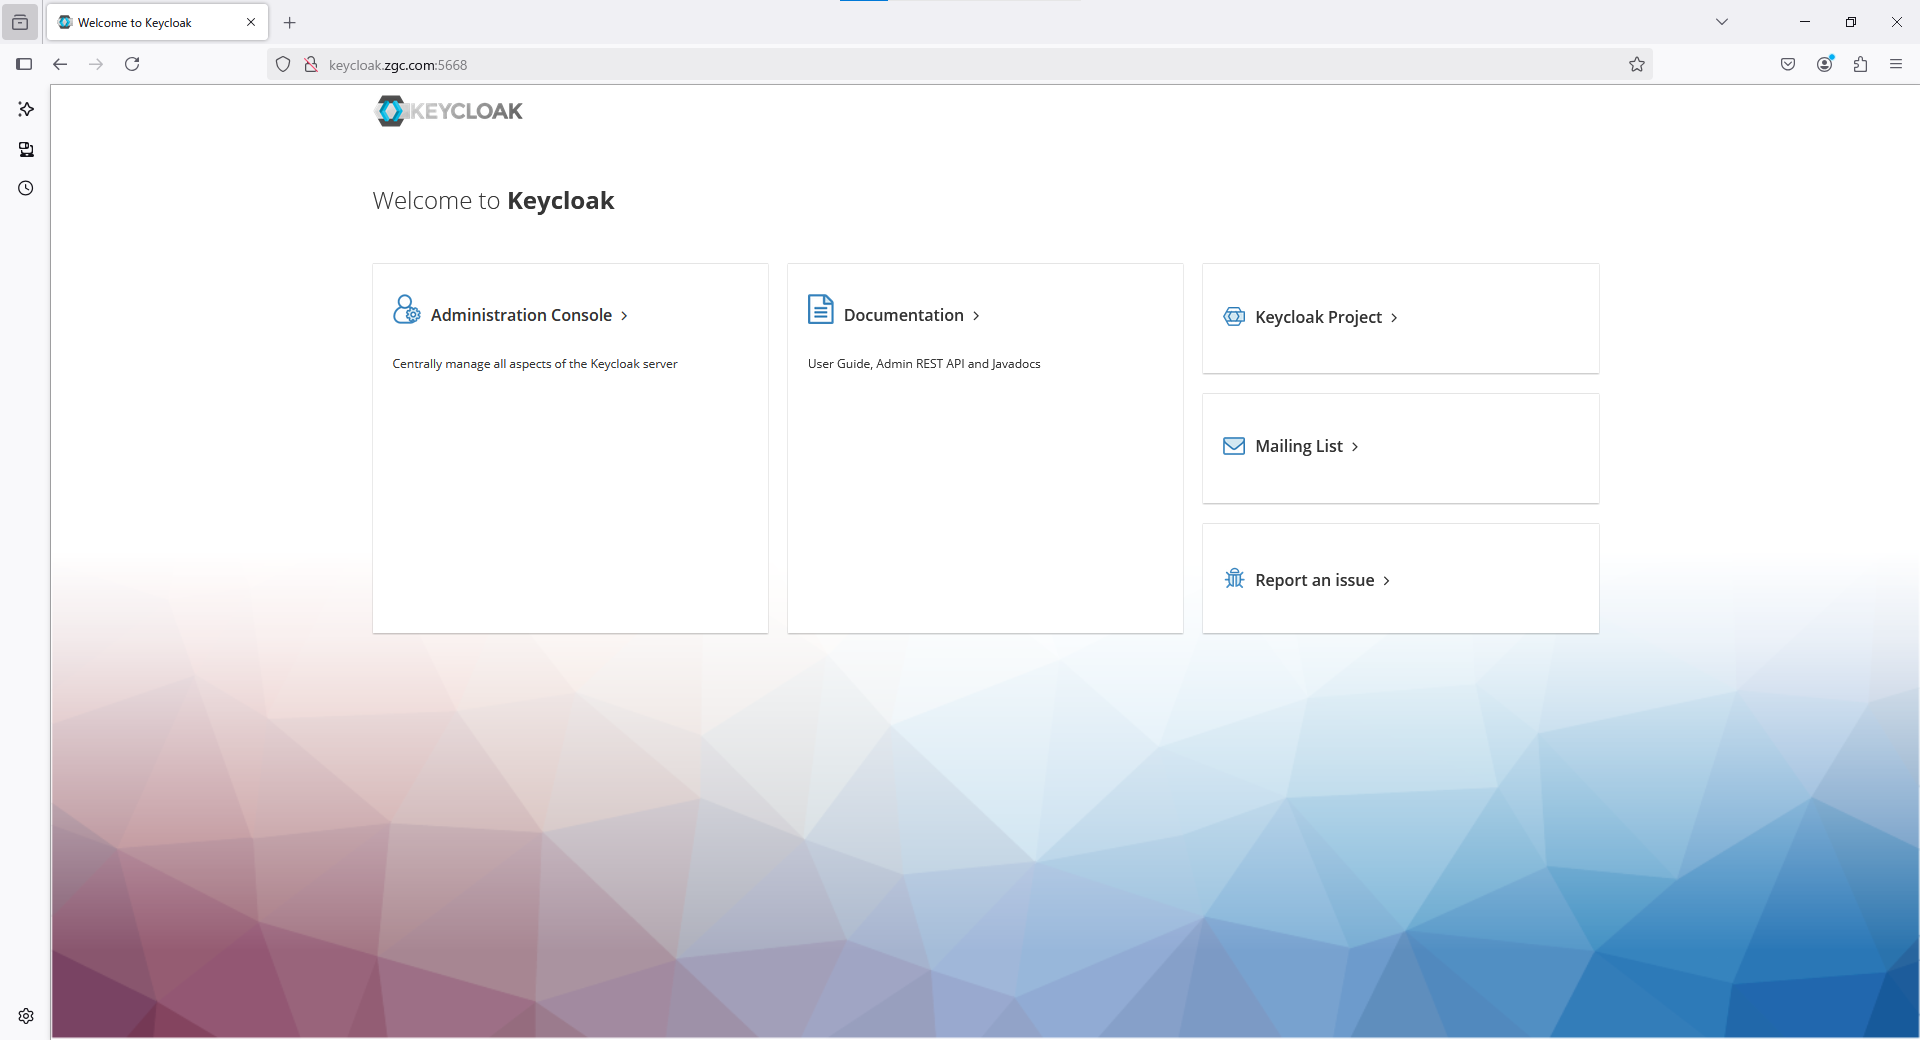 Welcome to Keycloak
keycloak.zgc.com:5668
KEYCLOAK
Welcome to Keycloak
Administration Console
Centrally manage all aspects of the Keycloak server
Documentation
User Guide, Admin REST API and Javadocs
Keycloak Project
Mailing List
Report an issue